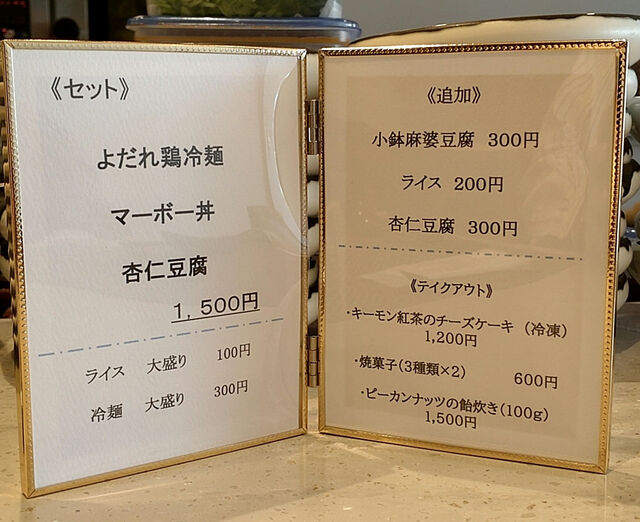 《セット》
よだれ鶏冷麺
マーボー丼
杏仁豆腐
1,500円
ライス 大盛り 100円
冷麺 大盛り 300円
《追加》
小鉢麻婆豆腐 300円
ライス 200円
杏仁豆腐 300円
《テイクアウト》
・キーモン紅茶のチーズケーキ (冷凍)
1,200円
・焼菓子(3種類×2) 600円
・ピーカンナッツの飴炊き(100g)
1,500円